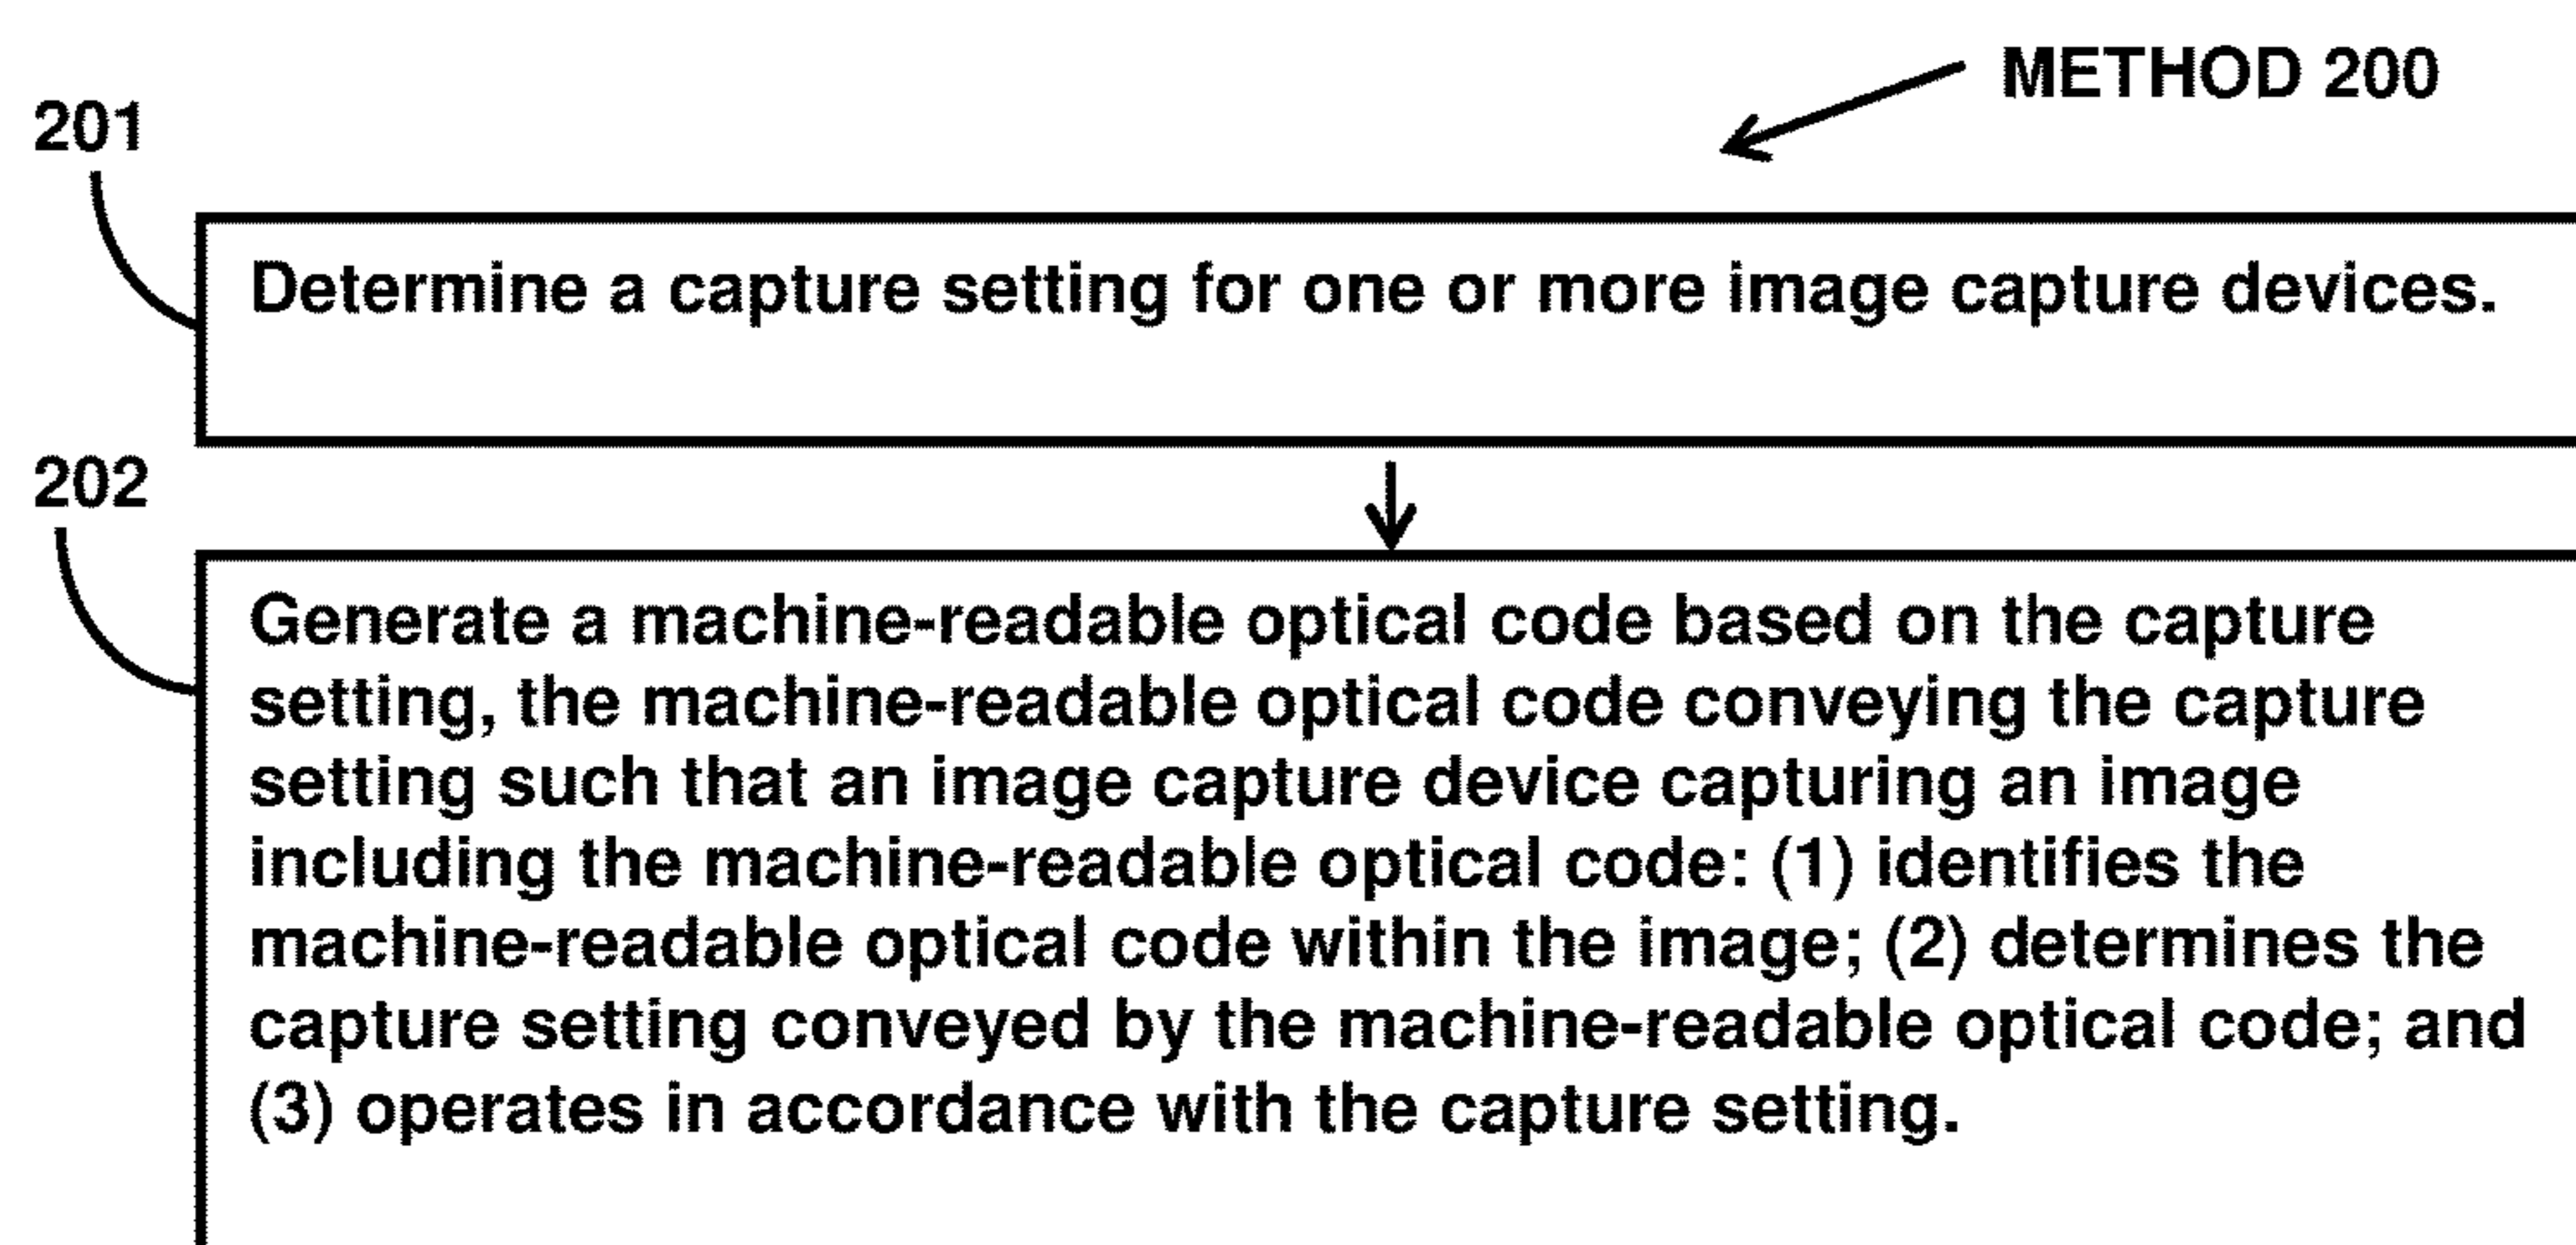 METHOD 200
201
Determine a capture setting for one or more image capture devices.
202
Generate a machine-readable optical code based on the capture
setting, the machine-readable optical code conveying the capture
setting such that an image capture device capturing an image
including the machine-readable optical code: (1) identifies the
machine-readable optical code within the image; (2) determines the
capture setting conveyed by the machine-readable optical code; and
(3) operates in accordance with the capture setting.